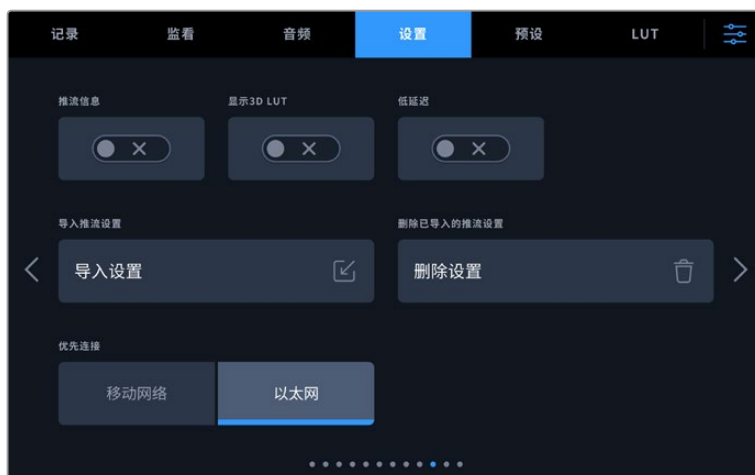 记录 监看 音频 设置 预设 LUT
推流信息 显示3D LUT 低延迟
导入推流设置 删除已导入的推流设置
导入设置 删除设置
优先连接
移动网络 以太网